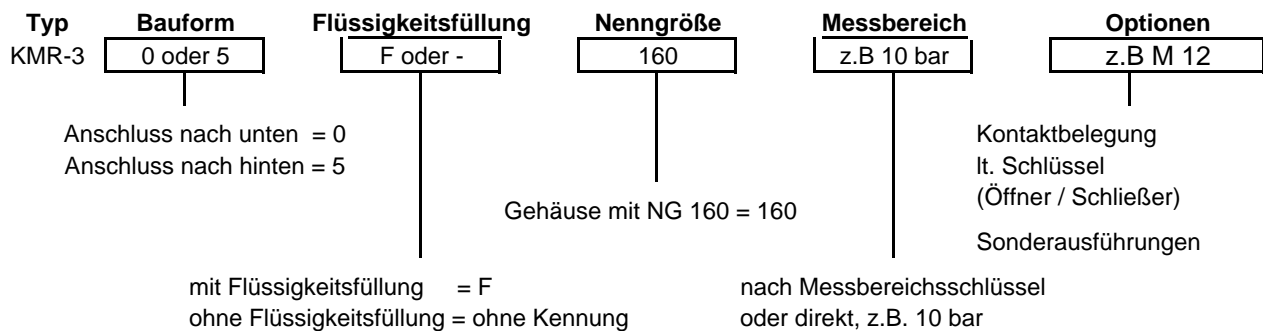 Typ Bauform Flüssigkeitsfüllung Nenngröße Messbereich Optionen
KMR-3 0 oder 5 F oder - 160 z.B 10 bar z.B M 12
Anschluss nach unten = 0
Anschluss nach hinten = 5
Kontaktbelegung
lt. Schlüssel
(Öffner / Schließer)
Gehäuse mit NG 160 = 160
Sonderausführungen
mit Flüssigkeitsfüllung = F
ohne Flüssigkeitsfüllung = ohne Kennung
nach Messbereichsschlüssel
oder direkt, z.B. 10 bar